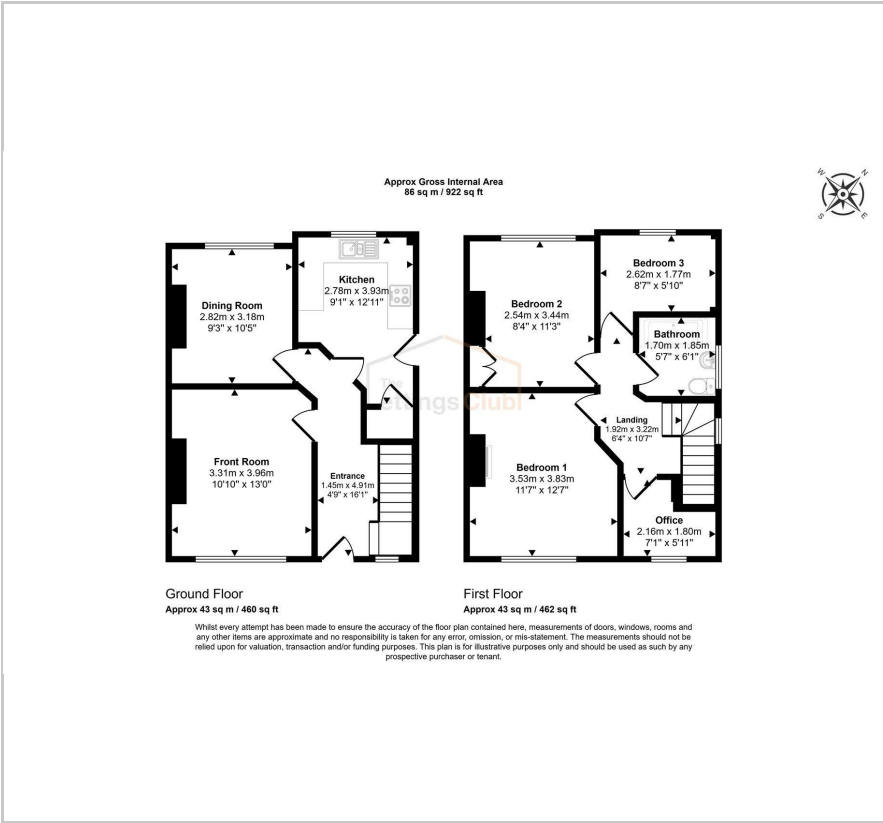 Approx Gross Internal Area
86 sq m / 922 sq ft
W
N
S
E
Kitchen
2.78m x 3.93m
9'1" x 12'11"
Dining Room
2.82m x 3.18m
9'3" x 10'5"
Front Room
3.31m x 3.96m
10'10" x 13'0"
Entrance
1.45m x 4.91m
4'9" x 16'1"
Bedroom 3
2.62m x 1.77m
8'7" x 5'10"
Bedroom 2
2.54m x 3.44m
8'4" x 11'3"
Bathroom
1.70m x 1.85m
5'7" x 6'1"
Landing
1.92m x 3.22m
6'4" x 10'7"
Bedroom 1
3.53m x 3.83m
11'7" x 12'7"
Office
2.16m x 1.80m
7'1" x 5'11"
The
Club
Ground Floor
Approx 43 sq m / 460 sq ft
First Floor
Approx 43 sq m / 462 sq ft
Whilst every attempt has been made to ensure the accuracy of the floor plan contained here, measurements of doors, windows, rooms and
any other items are approximate and no responsibility is taken for any error, omission, or mis-statement. The measurements should not be
relied upon for valuation, transaction and/or funding purposes. This plan is for illustrative purposes only and should be used as such by any
prospective purchaser or tenant.